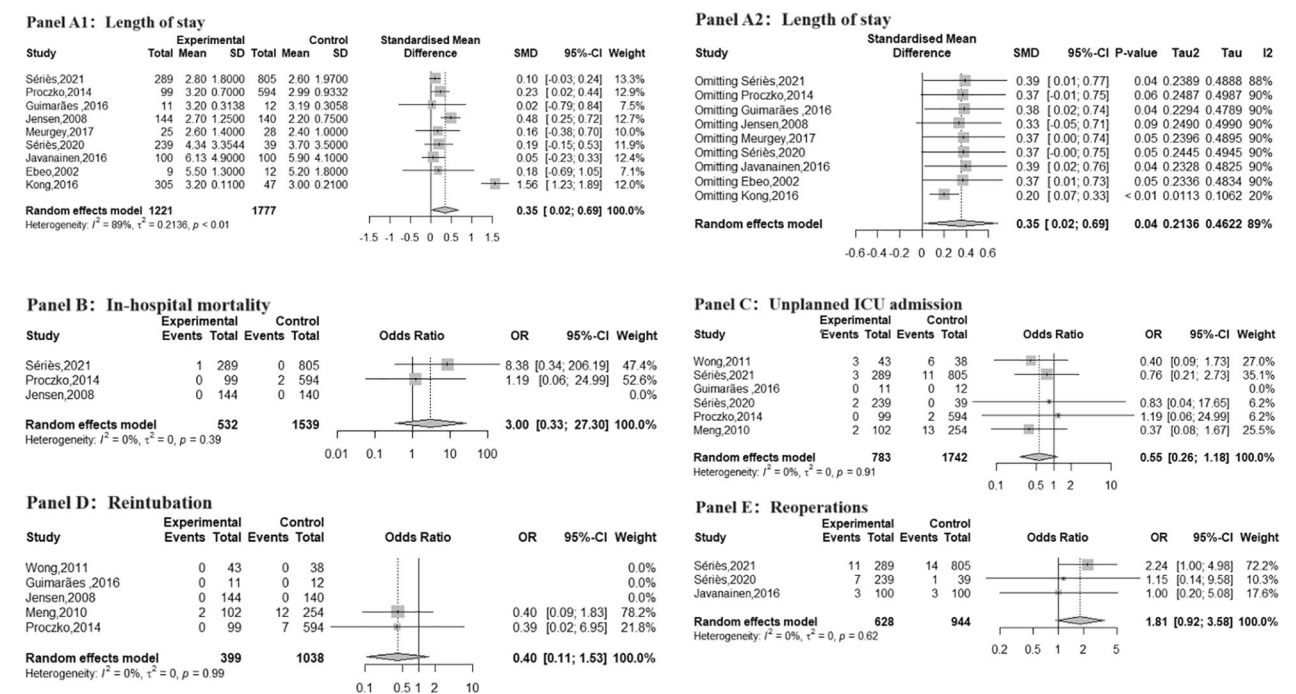 Panel A1: Length of stay
Experimental Control Standardised Mean
Study Total Mean SD Total Mean SD Difference SMD 95%-CI Weight
Sériès,2021 289 2.80 1.8000 805 2.60 1.9700 0.10 [-0.03; 0.24] 13.3%
Proczko,2014 99 3.20 0.7000 594 2.99 0.9332 0.23 [0.02; 0.44] 12.9%
Guimarães ,2016 11 3.20 0.3138 12 3.19 0.3058 0.02 [-0.79; 0.84] 7.5%
Jensen,2008 144 2.70 1.2500 140 2.20 0.7500 0.48 [0.25; 0.72] 12.7%
Meurgey,2017 25 2.60 1.4000 28 2.40 1.0000 0.16 [-0.38; 0.70] 10.0%
Sériès,2020 239 4.34 3.3544 39 3.70 3.5000 0.19 [-0.15; 0.53] 12.0%
Javanainen,2016 100 6.13 4.9000 100 5.90 4.1000 0.05 [-0.23; 0.33] 12.4%
Ebeo,2002 9 5.50 1.3000 12 5.20 1.8000 0.18 [-0.69; 1.05] 7.1%
Kong,2016 305 3.20 0.1100 47 3.00 0.2100 1.56 [1.23; 1.89] 12.0%
Random effects model 1221 1777 0.35 [0.02; 0.69] 100.0%
Heterogeneity: I² = 89%, τ² = 0.2136, p < 0.01
-1.5 -1 -0.5 0 0.5 1 1.5
Panel A2: Length of stay
Standardised Mean
Study Difference SMD 95%-CI P-value Tau2 Tau I2
Omitting Sériès,2021 0.39 [ 0.01; 0.77] 0.04 0.2389 0.4888 88%
Omitting Proczko,2014 0.37 [-0.01; 0.75] 0.06 0.2487 0.4987 90%
Omitting Guimarães ,2016 0.38 [ 0.02; 0.74] 0.04 0.2294 0.4789 90%
Omitting Jensen,2008 0.33 [-0.05; 0.71] 0.09 0.2490 0.4990 90%
Omitting Meurgey,2017 0.37 [ 0.00; 0.74] 0.05 0.2396 0.4895 90%
Omitting Sériès,2020 0.37 [-0.00; 0.75] 0.05 0.2445 0.4945 90%
Omitting Javanainen,2016 0.39 [ 0.02; 0.76] 0.04 0.2328 0.4825 90%
Omitting Ebeo,2002 0.37 [ 0.01; 0.73] 0.05 0.2336 0.4834 90%
Omitting Kong,2016 0.20 [ 0.07; 0.33] < 0.01 0.0113 0.1062 20%
Random effects model 0.35 [ 0.02; 0.69] 0.04 0.2136 0.4622 89%
-0.6 -0.4 -0.2 0 0.2 0.4 0.6
Panel B: In-hospital mortality
Experimental Control
Study Events Total Events Total Odds Ratio OR 95%-CI Weight
Sériès,2021 1 289 0 805 8.38 [0.34; 206.19] 47.4%
Proczko,2014 0 99 2 594 1.19 [0.06; 24.99] 52.6%
Jensen,2008 0 144 0 140 0.0%
Random effects model 532 1539 3.00 [0.33; 27.30] 100.0%
Heterogeneity: I² = 0%, τ² = 0, p = 0.39
0.01 0.1 1 10 100
Panel C: Unplanned ICU admission
Experimental Control
Study Events Total Events Total Odds Ratio OR 95%-CI Weight
Wong,2011 3 43 6 38 0.40 [0.09; 1.73] 27.0%
Sériès,2021 3 289 11 805 0.76 [0.21; 2.73] 35.1%
Guimarães ,2016 0 11 0 12 0.0%
Sériès,2020 2 239 0 39 0.83 [0.04; 17.65] 6.2%
Proczko,2014 0 99 2 594 1.19 [0.06; 24.99] 6.2%
Meng,2010 2 102 13 254 0.37 [0.08; 1.67] 25.5%
Random effects model 783 1742 0.55 [0.26; 1.18] 100.0%
Heterogeneity: I² = 0%, τ² = 0, p = 0.91
0.1 0.5 1 2 10
Panel D: Reintubation
Experimental Control
Study Events Total Events Total Odds Ratio OR 95%-CI Weight
Wong,2011 0 43 0 38 0.0%
Guimarães ,2016 0 11 0 12 0.0%
Jensen,2008 0 144 0 140 0.0%
Meng,2010 2 102 12 254 0.40 [0.09; 1.83] 78.2%
Proczko,2014 0 99 7 594 0.39 [0.02; 6.95] 21.8%
Random effects model 399 1038 0.40 [0.11; 1.53] 100.0%
Heterogeneity: I² = 0%, τ² = 0, p = 0.99
0.1 0.5 1 2 10
Panel E: Reoperations
Experimental Control
Study Events Total Events Total Odds Ratio OR 95%-CI Weight
Sériès,2021 11 289 14 805 2.24 [1.00; 4.98] 72.2%
Sériès,2020 7 239 1 39 1.15 [0.14; 9.58] 10.3%
Javanainen,2016 3 100 3 100 1.00 [0.20; 5.08] 17.6%
Random effects model 628 944 1.81 [0.92; 3.58] 100.0%
Heterogeneity: I² = 0%, τ² = 0, p = 0.62
0.5 1 2 5